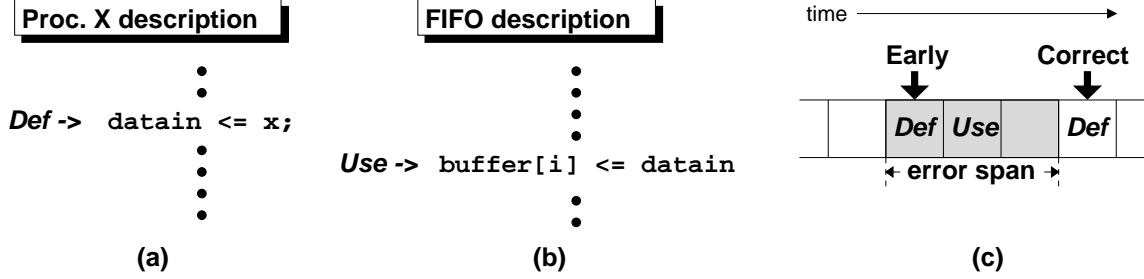 Proc. X description
Def -> datain <= x;
(a)
FIFO description
Use -> buffer[i] <= datain
(b)
time
Early Correct
Def Use Def
error span
(c)